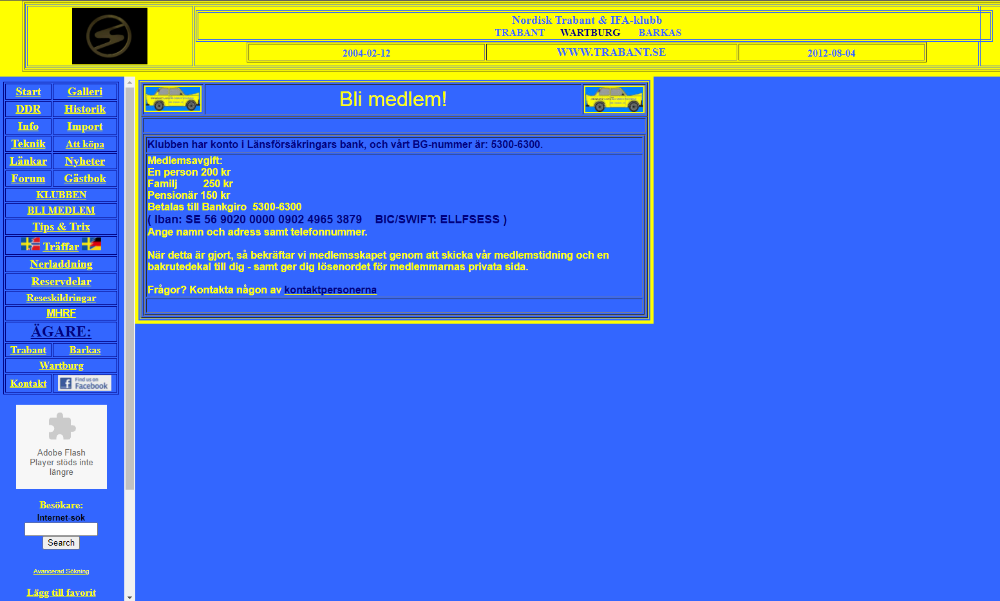 Nordisk Trabant & IFA-klubb
TRABANT WARTBURG BARKAS
2004-02-12 WWW.TRABANT.SE 2012-08-04
Start Galleri
DDR Historik
Info Import
Teknik Att köpa
Länkar Nyheter
Forum Gästbok
KLUBBEN
BLI MEDLEM
Tips & Trix
Träffar
Nerladdning
Reservdelar
Reseskildringar
MHRF
ÄGARE:
Trabant Barkas
Wartburg
Kontakt Find us on
Facebook
Adobe Flash
Player stöds inte
längre
Besökare:
Internet-sök
Search
Avancerad Sökning
Lägg till favorit
Bli medlem!
Klubben har konto i Länsförsäkringars bank, och vårt BG-nummer är: 5300-6300.
Medlemsavgift:
En person 200 kr
Familj 250 kr
Pensionär 150 kr
Betalas till Bankgiro 5300-6300
( Iban: SE 56 9020 0000 0902 4965 3879 BIC/SWIFT: ELLFSESS )
Ange namn och adress samt telefonnummer.
När detta är gjort, så bekräftar vi medlemsskapet genom att skicka vår medlemstidning och en
bakrutedekal till dig - samt ger dig lösenordet för medlemmarnas privata sida.
Frågor? Kontakta någon av kontaktpersonerna